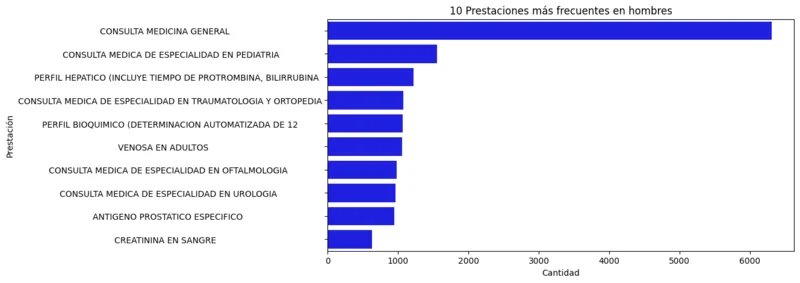 10 Prestaciones más frecuentes en hombres
Prestación
CONSULTA MEDICINA GENERAL
CONSULTA MEDICA DE ESPECIALIDAD EN PEDIATRIA
PERFIL HEPATICO (INCLUYE TIEMPO DE PROTROMBINA, BILIRRUBINA
CONSULTA MEDICA DE ESPECIALIDAD EN TRAUMATOLOGIA Y ORTOPEDIA
PERFIL BIOQUIMICO (DETERMINACION AUTOMATIZADA DE 12
VENOSA EN ADULTOS
CONSULTA MEDICA DE ESPECIALIDAD EN OFTALMOLOGIA
CONSULTA MEDICA DE ESPECIALIDAD EN UROLOGIA
ANTIGENO PROSTATICO ESPECIFICO
CREATININA EN SANGRE
0 1000 2000 3000 4000 5000 6000
Cantidad